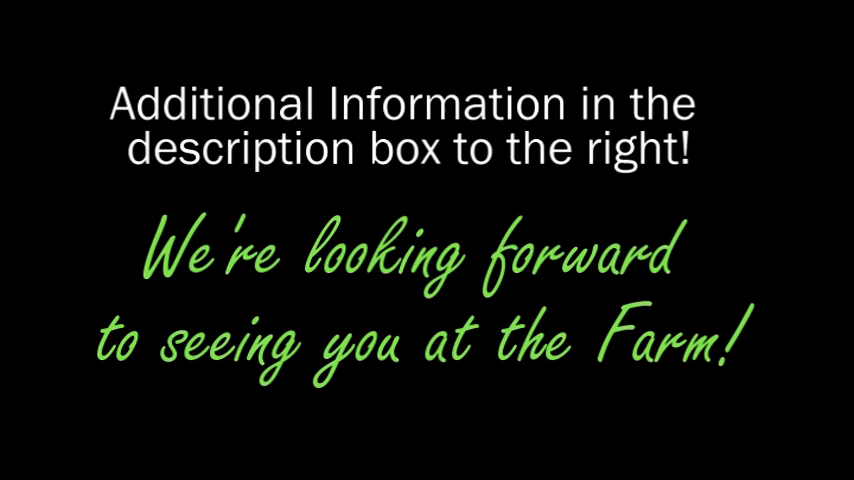 Additional Information in the
description box to the right!
We're looking forward
to seeing you at the Farm!